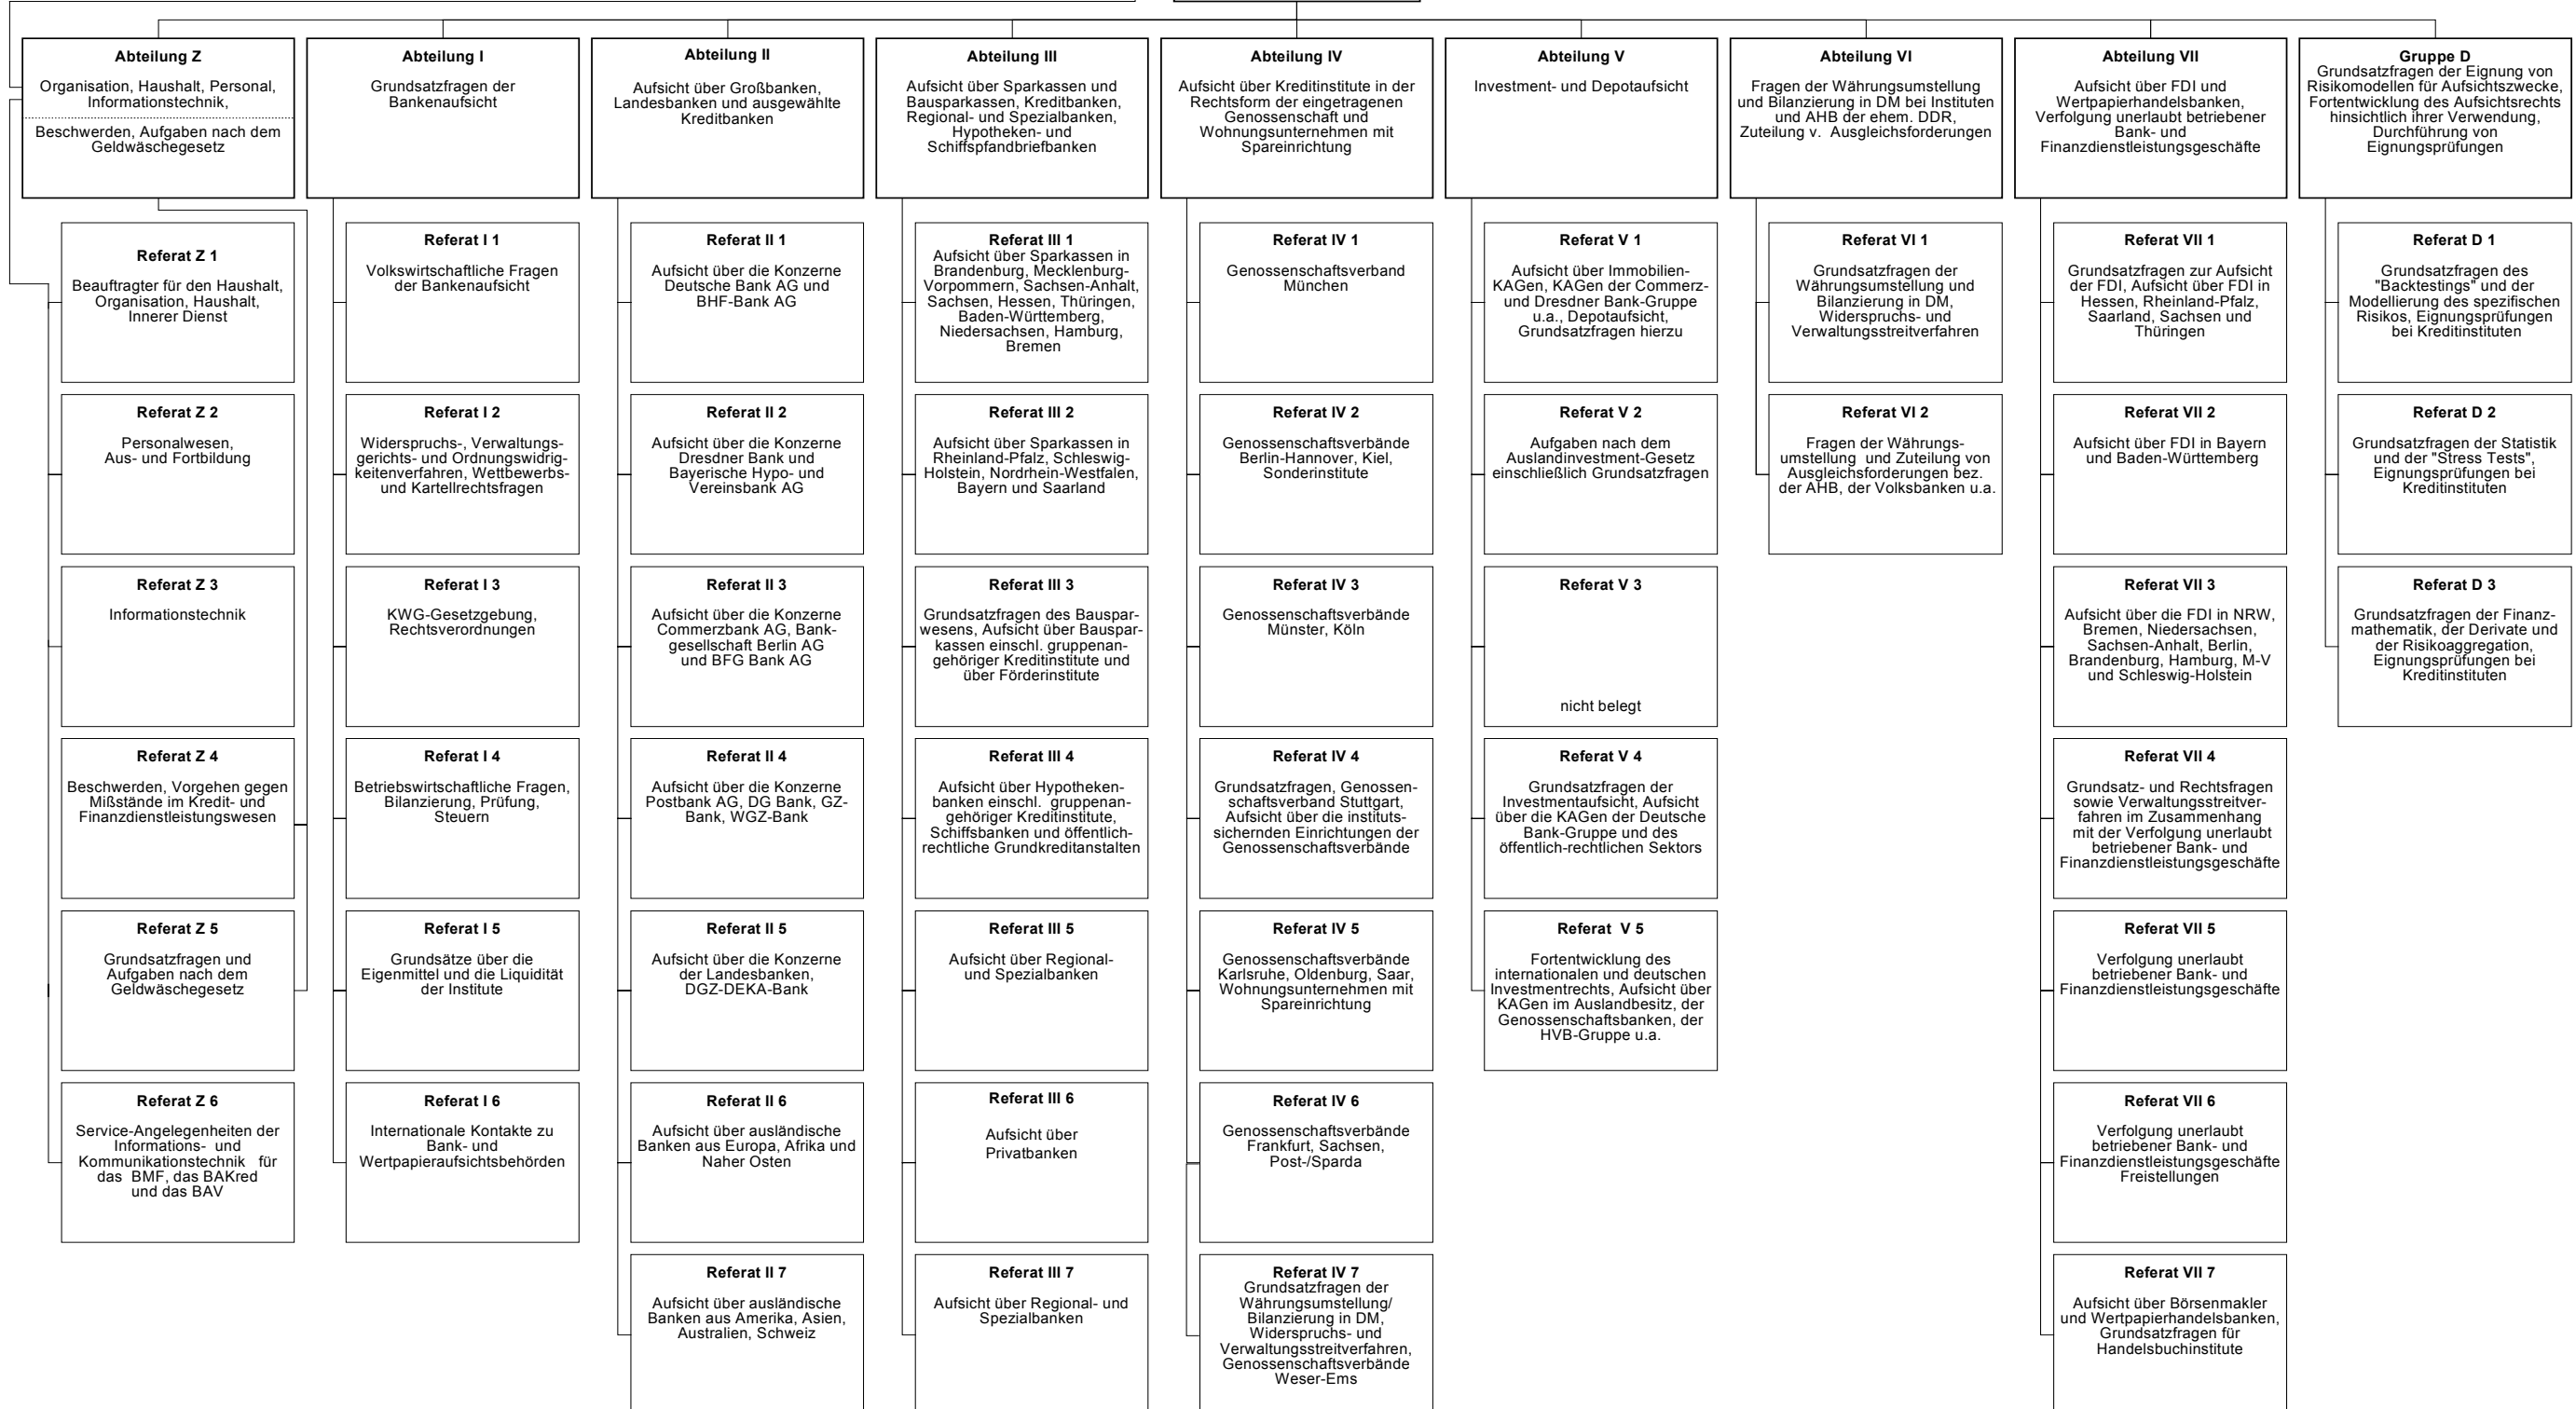 Abteilung Z
Organisation, Haushalt, Personal,
Informationstechnik,
Beschwerden, Aufgaben nach dem
Geldwäschegesetz
Abteilung I
Grundsatzfragen der
Bankenaufsicht
Abteilung II
Aufsicht über Großbanken,
Landesbanken und ausgewählte
Kreditbanken
Abteilung III
Aufsicht über Sparkassen und
Bausparkassen, Kreditbanken,
Regional- und Spezialbanken,
Hypotheken- und
Schiffspfandbriefbanken
Abteilung IV
Aufsicht über Kreditinstitute in der
Rechtsform der eingetragenen
Genossenschaft und
Wohnungsunternehmen mit
Spareinrichtung
Abteilung V
Investment- und Depotaufsicht
Abteilung VI
Fragen der Währungsumstellung
und Bilanzierung in DM bei Instituten
und AHB der ehem. DDR,
Zuteilung v. Ausgleichsforderungen
Abteilung VII
Aufsicht über FDI und
Wertpapierhandelsbanken,
Verfolgung unerlaubt betriebener
Bank- und
Finanzdienstleistungsgeschäfte
Gruppe D
Grundsatzfragen der Eignung von
Risikomodellen für Aufsichtszwecke,
Fortentwicklung des Aufsichtsrechts
hinsichtlich ihrer Verwendung,
Durchführung von
Eignungsprüfungen
Referat Z 1
Beauftragter für den Haushalt,
Organisation, Haushalt,
Innerer Dienst
Referat I 1
Volkswirtschaftliche Fragen
der Bankenaufsicht
Referat II 1
Aufsicht über die Konzerne
Deutsche Bank AG und
BHF-Bank AG
Referat III 1
Aufsicht über Sparkassen in
Brandenburg, Mecklenburg-
Vorpommern, Sachsen-Anhalt,
Sachsen, Hessen, Thüringen,
Baden-Württemberg,
Niedersachsen, Hamburg,
Bremen
Referat IV 1
Genossenschaftsverband
München
Referat V 1
Aufsicht über Immobilien-
KAGen, KAGen der Commerz-
und Dresdner Bank-Gruppe
u.a., Depotaufsicht,
Grundsatzfragen hierzu
Referat VI 1
Grundsatzfragen der
Währungsumstellung und
Bilanzierung in DM,
Widerspruchs- und
Verwaltungsstreitverfahren
Referat VII 1
Grundsatzfragen zur Aufsicht
der FDI, Aufsicht über FDI in
Hessen, Rheinland-Pfalz,
Saarland, Sachsen und
Thüringen
Referat D 1
Grundsatzfragen des
"Backtestings" und der
Modellierung des spezifischen
Risikos, Eignungsprüfungen
bei Kreditinstituten
Referat Z 2
Personalwesen,
Aus- und Fortbildung
Referat I 2
Widerspruchs-, Verwaltungs-
gerichts- und Ordnungswidrig-
keitenverfahren, Wettbewerbs-
und Kartellrechtsfragen
Referat II 2
Aufsicht über die Konzerne
Dresdner Bank und
Bayerische Hypo- und
Vereinsbank AG
Referat III 2
Aufsicht über Sparkassen in
Rheinland-Pfalz, Schleswig-
Holstein, Nordrhein-Westfalen,
Bayern und Saarland
Referat IV 2
Genossenschaftsverbände
Berlin-Hannover, Kiel,
Sonderinstitute
Referat V 2
Aufgaben nach dem
Auslandinvestment-Gesetz
einschließlich Grundsatzfragen
Referat VI 2
Fragen der Währungs-
umstellung und Zuteilung von
Ausgleichsforderungen bez.
der AHB, der Volksbanken u.a.
Referat VII 2
Aufsicht über FDI in Bayern
und Baden-Württemberg
Referat D 2
Grundsatzfragen der Statistik
und der "Stress Tests",
Eignungsprüfungen bei
Kreditinstituten
Referat Z 3
Informationstechnik
Referat I 3
KWG-Gesetzgebung,
Rechtsverordnungen
Referat II 3
Aufsicht über die Konzerne
Commerzbank AG, Bank-
gesellschaft Berlin AG
und BFG Bank AG
Referat III 3
Grundsatzfragen des Bauspar-
wesens, Aufsicht über Bauspar-
kassen einschl. gruppenan-
gehöriger Kreditinstitute und
über Förderinstitute
Referat IV 3
Genossenschaftsverbände
Münster, Köln
Referat V 3
nicht belegt
Referat VII 3
Aufsicht über die FDI in NRW,
Bremen, Niedersachsen,
Sachsen-Anhalt, Berlin,
Brandenburg, Hamburg, M-V
und Schleswig-Holstein
Referat D 3
Grundsatzfragen der Finanz-
mathematik, der Derivate und
der Risikoaggregation,
Eignungsprüfungen bei
Kreditinstituten
Referat Z 4
Beschwerden, Vorgehen gegen
Mißstände im Kredit- und
Finanzdienstleistungswesen
Referat I 4
Betriebswirtschaftliche Fragen,
Bilanzierung, Prüfung,
Steuern
Referat II 4
Aufsicht über die Konzerne
Postbank AG, DG Bank, GZ-
Bank, WGZ-Bank
Referat III 4
Aufsicht über Hypotheken-
banken einschl. gruppenan-
gehöriger Kreditinstitute,
Schiffsbanken und öffentlich-
rechtliche Grundkreditanstalten
Referat IV 4
Grundsatzfragen, Genossen-
schaftsverband Stuttgart,
Aufsicht über die instituts-
sichernden Einrichtungen der
Genossenschaftsverbände
Referat V 4
Grundsatzfragen der
Investmentaufsicht, Aufsicht
über die KAGen der Deutsche
Bank-Gruppe und des
öffentlich-rechtlichen Sektors
Referat VII 4
Grundsatz- und Rechtsfragen
sowie Verwaltungsstreitver-
fahren im Zusammenhang
mit der Verfolgung unerlaubt
betriebener Bank- und
Finanzdienstleistungsgeschäfte
Referat Z 5
Grundsatzfragen und
Aufgaben nach dem
Geldwäschegesetz
Referat I 5
Grundsätze über die
Eigenmittel und die Liquidität
der Institute
Referat II 5
Aufsicht über die Konzerne
der Landesbanken,
DGZ-DEKA-Bank
Referat III 5
Aufsicht über Regional-
und Spezialbanken
Referat IV 5
Genossenschaftsverbände
Karlsruhe, Oldenburg, Saar,
Wohnungsunternehmen mit
Spareinrichtung
Referat V 5
Fortentwicklung des
internationalen und deutschen
Investmentrechts, Aufsicht über
KAGen im Auslandbesitz, der
Genossenschaftsbanken, der
HVB-Gruppe u.a.
Referat VII 5
Verfolgung unerlaubt
betriebener Bank- und
Finanzdienstleistungsgeschäfte
Referat Z 6
Service-Angelegenheiten der
Informations- und
Kommunikationstechnik für
das BMF, das BAKred
und das BAV
Referat I 6
Internationale Kontakte zu
Bank- und
Wertpapieraufsichtsbehörden
Referat II 6
Aufsicht über ausländische
Banken aus Europa, Afrika und
Naher Osten
Referat III 6
Aufsicht über
Privatbanken
Referat IV 6
Genossenschaftsverbände
Frankfurt, Sachsen,
Post-/Sparda
Referat VII 6
Verfolgung unerlaubt
betriebener Bank- und
Finanzdienstleistungsgeschäfte
Freistellungen
Referat II 7
Aufsicht über ausländische
Banken aus Amerika, Asien,
Australien, Schweiz
Referat III 7
Aufsicht über Regional- und
Spezialbanken
Referat IV 7
Grundsatzfragen der
Währungsumstellung/
Bilanzierung in DM,
Widerspruchs- und
Verwaltungsstreitverfahren,
Genossenschaftsverbände
Weser-Ems
Referat VII 7
Aufsicht über Börsenmakler
und Wertpapierhandelsbanken,
Grundsatzfragen für
Handelsbuchinstitute